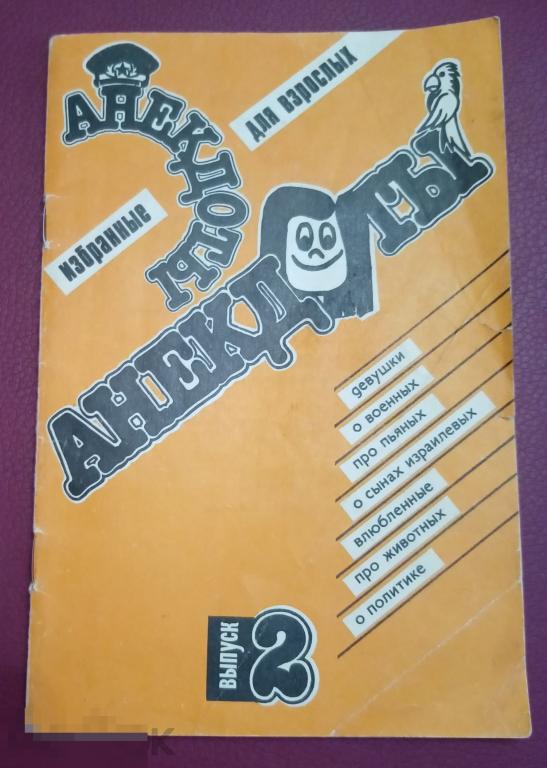 для взрослых
АНЕКДОТЫ
избранные
АНЕКДОТЫ
девушки
о военных
про пьяных
о сынах израилевых
влюбленные
про животных
о политике
выпуск
2